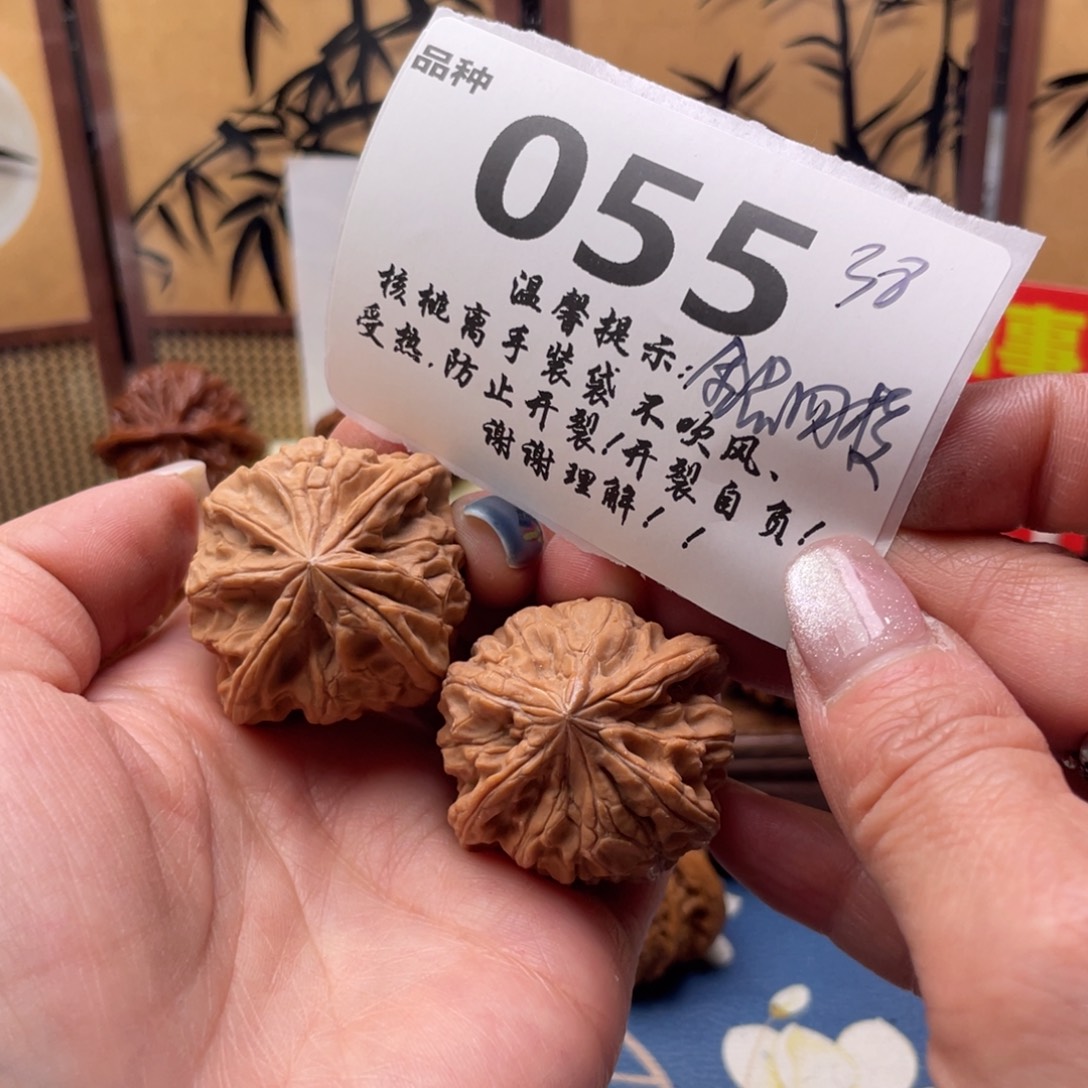 品种
055
38
温馨提示:
核桃离手装袋不吹风、
受热.防止开裂!开裂自负!
谢谢理解!!
事